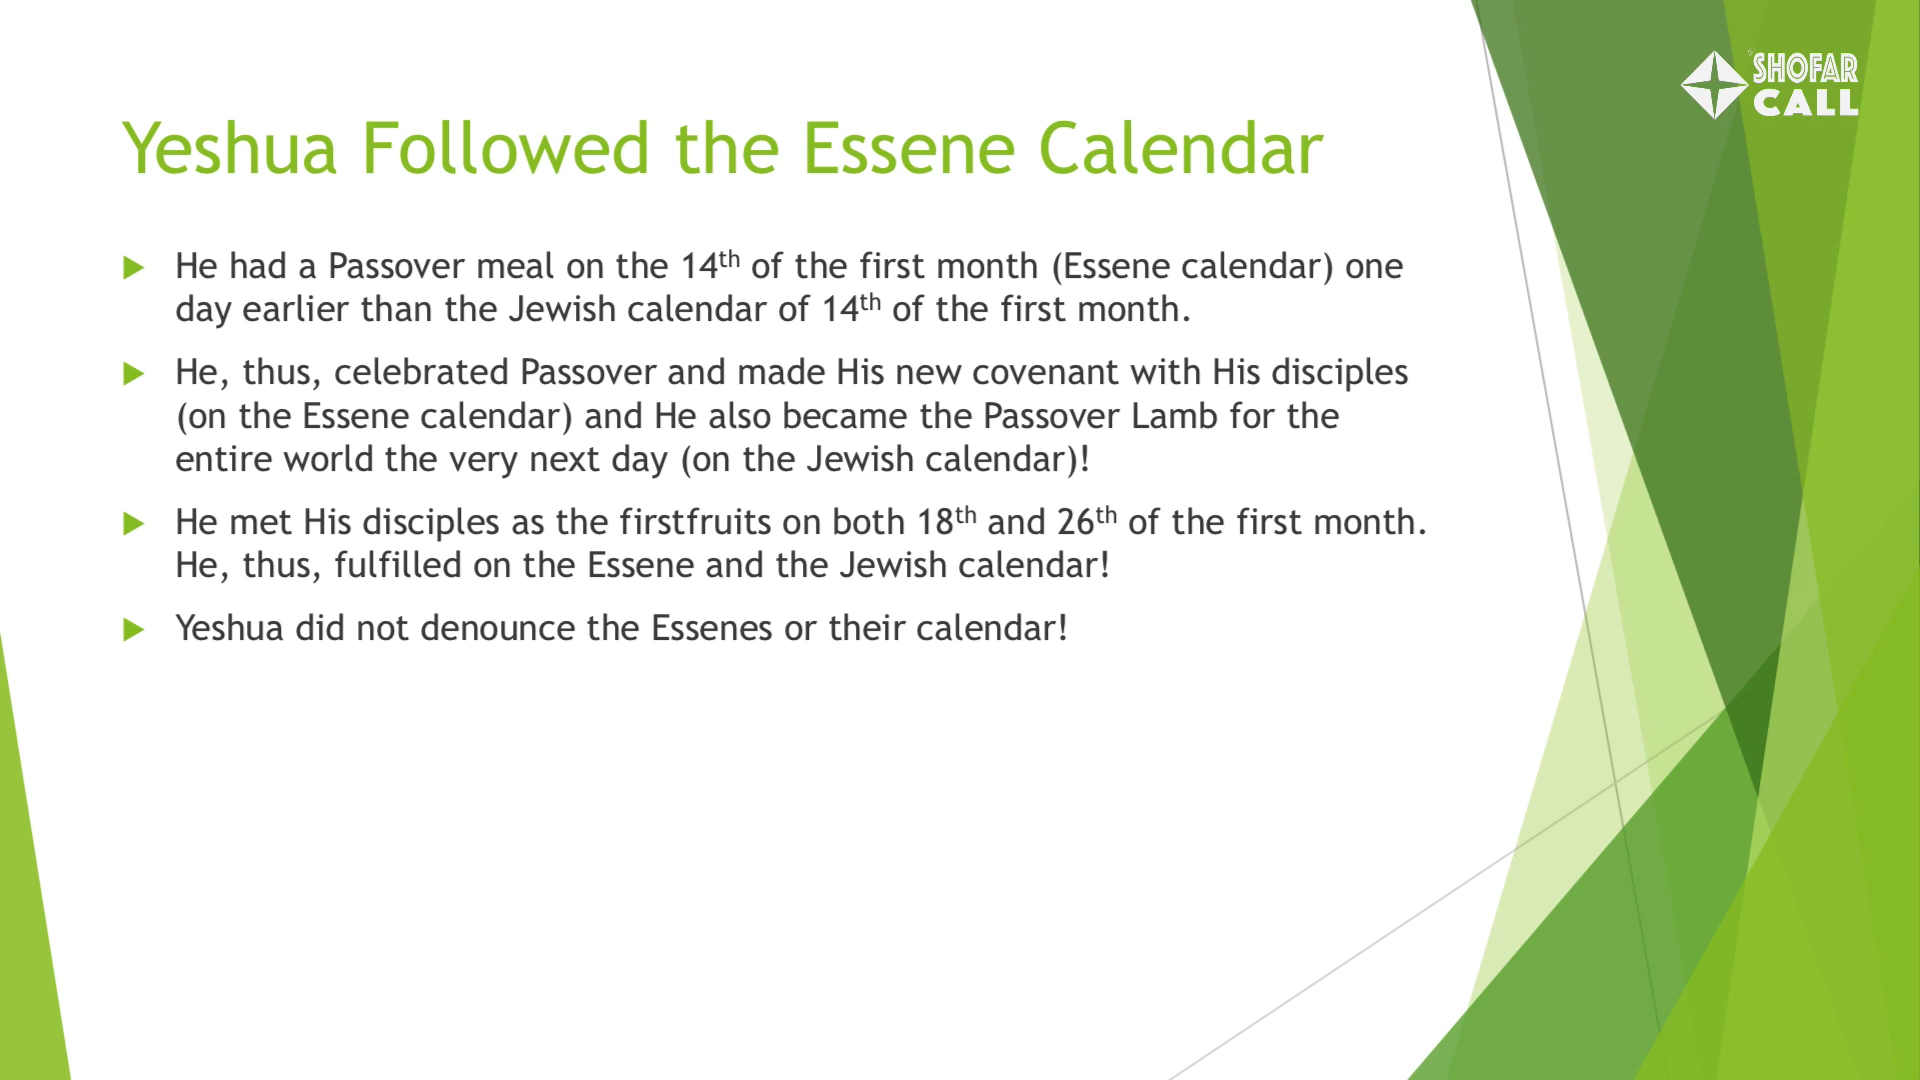 SHOFAR
CALL
Yeshua Followed the Essene Calendar
He had a Passover meal on the 14th of the first month (Essene calendar) one
day earlier than the Jewish calendar of 14th of the first month.
He, thus, celebrated Passover and made His new covenant with His disciples
(on the Essene calendar) and He also became the Passover Lamb for the
entire world the very next day (on the Jewish calendar)!
He met His disciples as the firstfruits on both 18th and 26th of the first month.
He, thus, fulfilled on the Essene and the Jewish calendar!
Yeshua did not denounce the Essenes or their calendar!